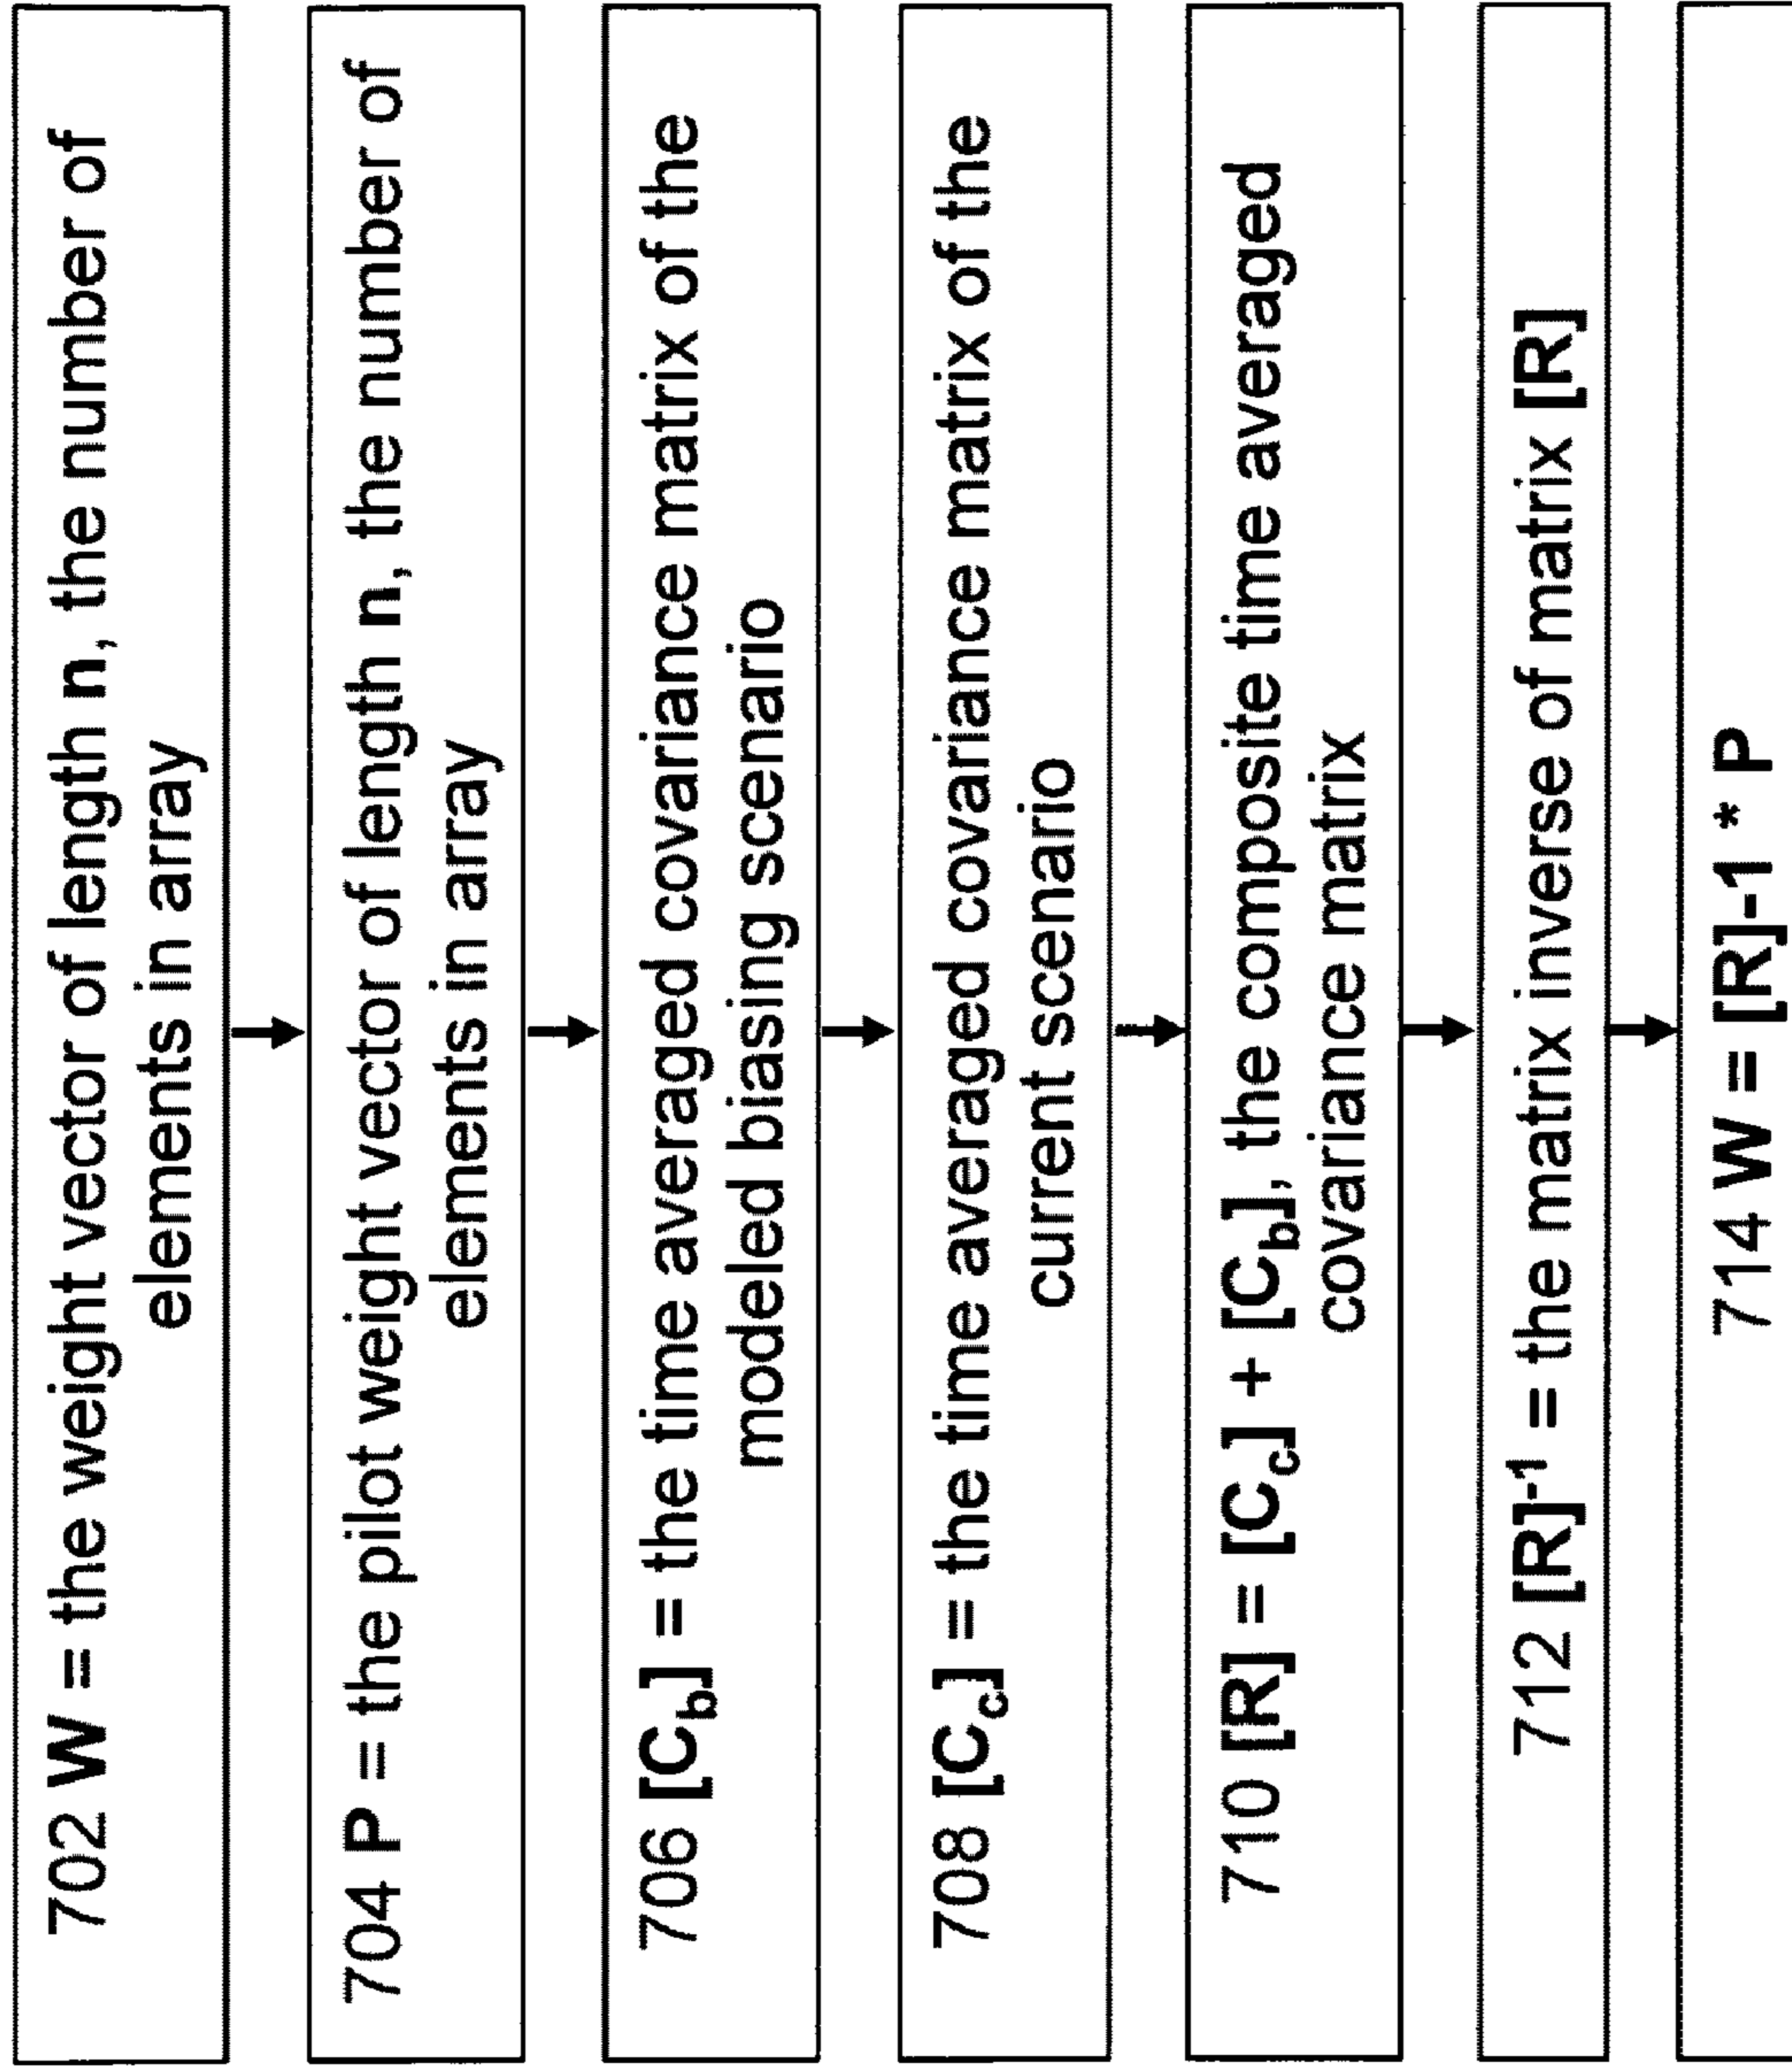 702 W = the weight vector of length n, the number of
elements in array
704 P = the pilot weight vector of length n, the number of
elements in array
706 [Cb] = the time averaged covariance matrix of the
modeled biasing scenario
708 [Cc] = the time averaged covariance matrix of the
current scenario
710 [R] = [Cc] + [Cb], the composite time averaged
covariance matrix
712 [R]-1 = the matrix inverse of matrix [R]
714 W = [R]-1 * P